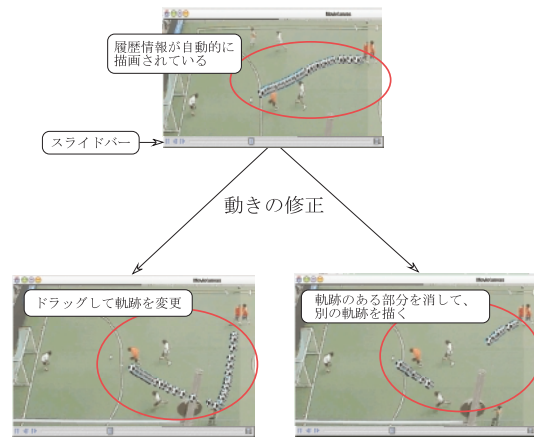 履歴情報が自動的に
描画されている
スライドバー
動きの修正
ドラッグして軌跡を変更
軌跡のある部分を消して、
別の軌跡を描く